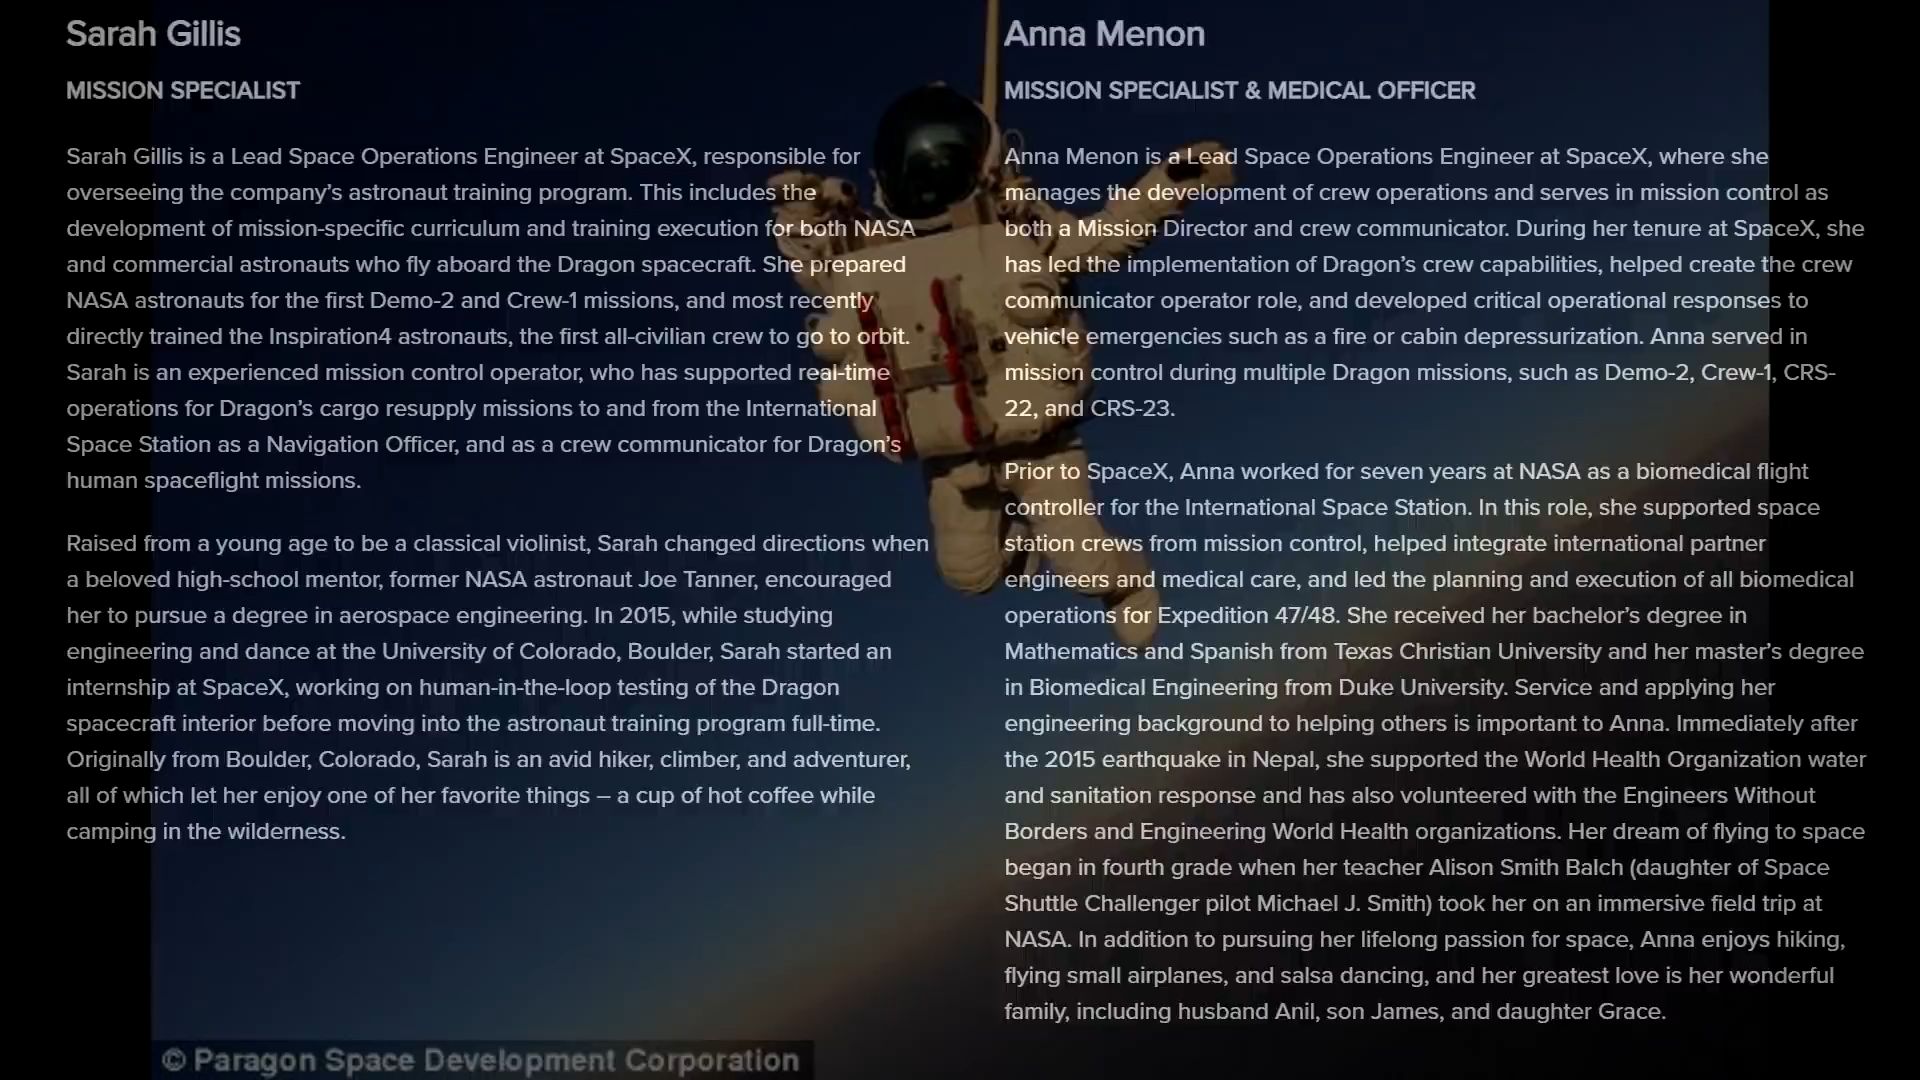 Sarah Gillis
MISSION SPECIALIST
Sarah Gillis is a Lead Space Operations Engineer at SpaceX, responsible for
overseeing the company's astronaut training program. This includes the
development of mission-specific curriculum and training execution for both NASA
and commercial astronauts who fly aboard the Dragon spacecraft. She prepared
NASA astronauts for the first Demo-2 and Crew-1 missions, and most recently
directly trained the Inspiration4 astronauts, the first all-civilian crew to go to orbit.
Sarah is an experienced mission control operator, who has supported real-time
operations for Dragon's cargo resupply missions to and from the International
Space Station as a Navigation Officer, and as a crew communicator for Dragon's
human spaceflight missions.
Raised from a young age to be a classical violinist, Sarah changed directions when
a beloved high-school mentor, former NASA astronaut Joe Tanner, encouraged
her to pursue a degree in aerospace engineering. In 2015, while studying
engineering and dance at the University of Colorado, Boulder, Sarah started an
internship at SpaceX, working on human-in-the-loop testing of the Dragon
spacecraft interior before moving into the astronaut training program full-time.
Originally from Boulder, Colorado, Sarah is an avid hiker, climber, and adventurer,
all of which let her enjoy one of her favorite things – a cup of hot coffee while
camping in the wilderness.
Anna Menon
MISSION SPECIALIST & MEDICAL OFFICER
Anna Menon is a Lead Space Operations Engineer at SpaceX, where she
manages the development of crew operations and serves in mission control as
both a Mission Director and crew communicator. During her tenure at SpaceX, she
has led the implementation of Dragon's crew capabilities, helped create the crew
communicator operator role, and developed critical operational responses to
vehicle emergencies such as a fire or cabin depressurization. Anna served in
mission control during multiple Dragon missions, such as Demo-2, Crew-1, CRS-
22, and CRS-23.
Prior to SpaceX, Anna worked for seven years at NASA as a biomedical flight
controller for the International Space Station. In this role, she supported space
station crews from mission control, helped integrate international partner
engineers and medical care, and led the planning and execution of all biomedical
operations for Expedition 47/48. She received her bachelor's degree in
Mathematics and Spanish from Texas Christian University and her master's degree
in Biomedical Engineering from Duke University. Service and applying her
engineering background to helping others is important to Anna. Immediately after
the 2015 earthquake in Nepal, she supported the World Health Organization water
and sanitation response and has also volunteered with the Engineers Without
Borders and Engineering World Health organizations. Her dream of flying to space
began in fourth grade when her teacher Alison Smith Balch (daughter of Space
Shuttle Challenger pilot Michael J. Smith) took her on an immersive field trip at
NASA. In addition to pursuing her lifelong passion for space, Anna enjoys hiking,
flying small airplanes, and salsa dancing, and her greatest love is her wonderful
family, including husband Anil, son James, and daughter Grace.
© Paragon Space Development Corporation